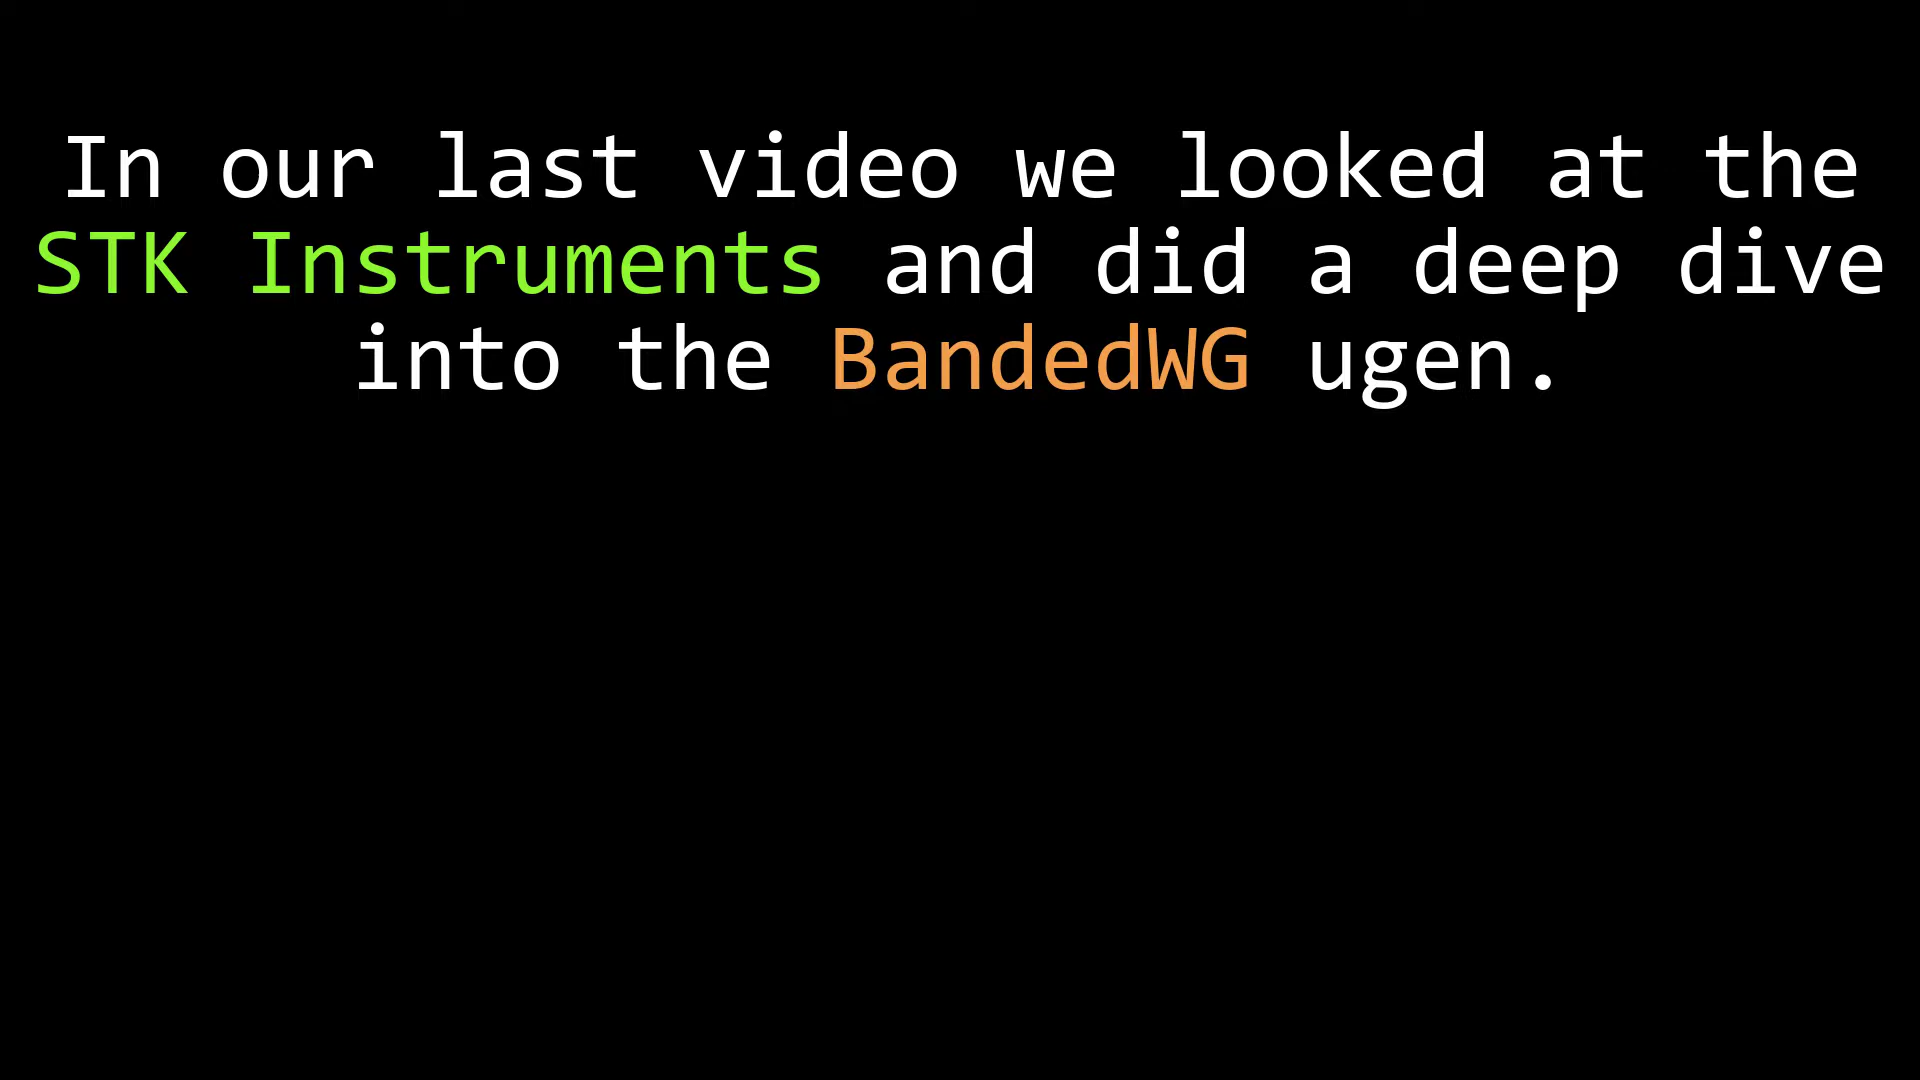 In our last video we looked at the
STK Instruments and did a deep dive
into the BandedWG ugen.